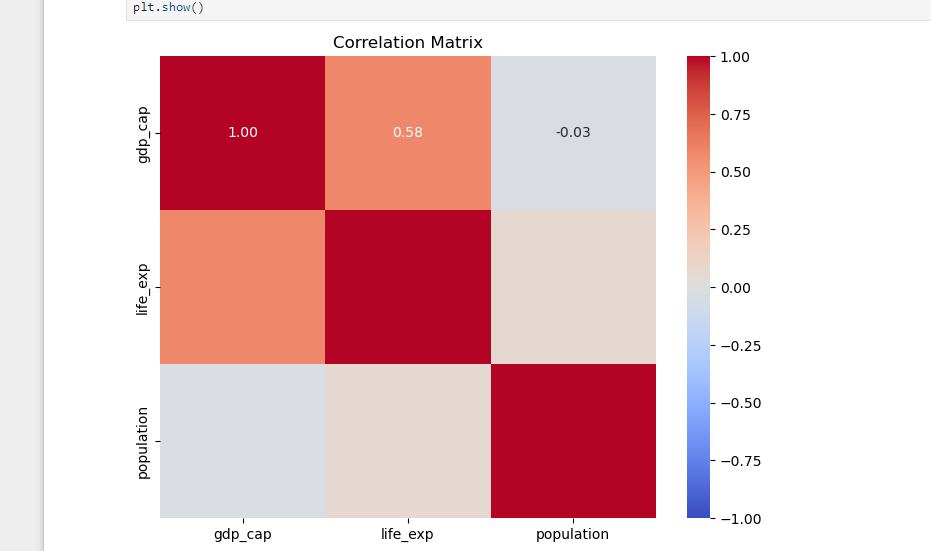 plt.show()
Correlation Matrix
gdp_cap
1.00
0.58
-0.03
life_exp
population
gdp_cap
life_exp
population
1.00
0.75
0.50
0.25
0.00
−0.25
−0.50
−0.75
−1.00